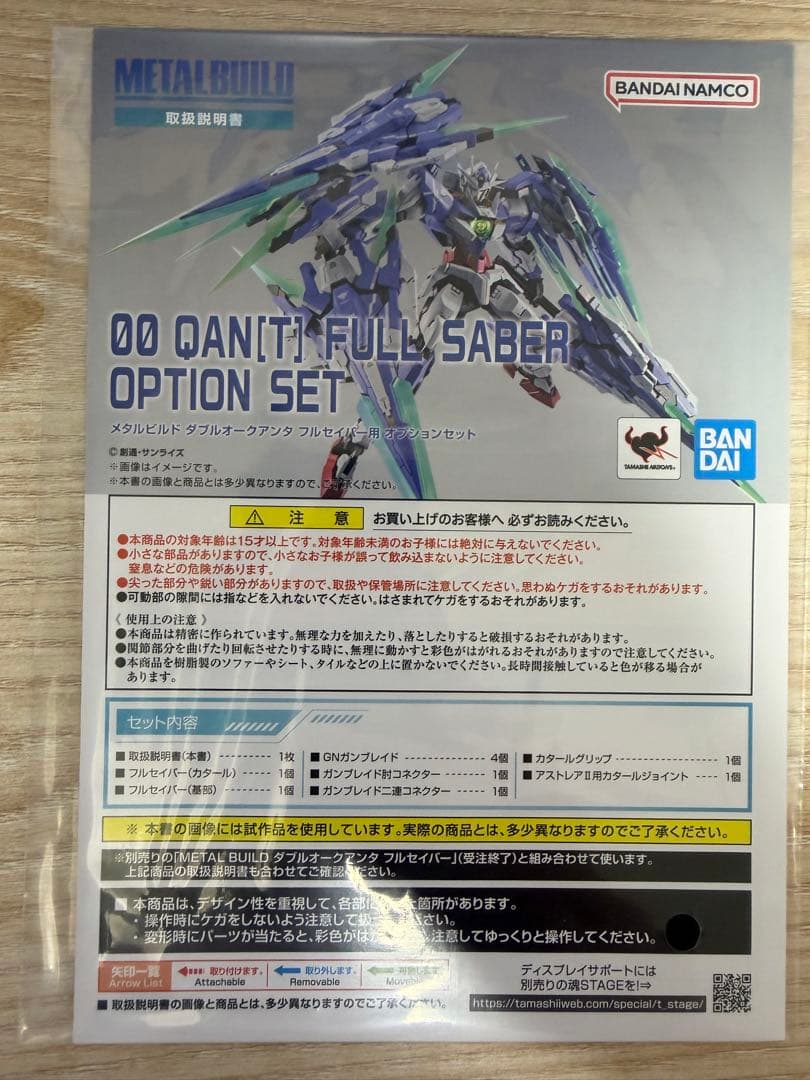 METALBUILD
取扱説明書
BANDAI NAMCO
00 QAN[T] FULL SABER
OPTION SET
メタルビルド ダブルオークアンタ フルセイバー用 オプションセット
© 創通・サンライズ
※画像はイメージです。
※本書の画像と商品とは多少異なりますので、ご了承ください。
TAMASHII NATIONS
BAN
DAI
注 意 お買い上げのお客様へ 必ずお読みください。
●本商品の対象年齢は15才以上です。対象年齢未満のお子様には絶対に与えないでください。
●小さな部品がありますので、小さなお子様が誤って飲み込まないように注意してください。
窒息などの危険があります。
●尖った部分や鋭い部分がありますので、取扱や保管場所に注意してください。思わぬケガをするおそれがあります。
●可動部の隙間には指などを入れないでください。はさまれてケガをするおそれがあります。
《 使用上の注意 》
●本商品は精密に作られています。無理な力を加えたり、落としたりすると破損するおそれがあります。
●関節部分を曲げたり回転させたりする時に、無理に動かすと彩色がはがれるおそれがありますので注意してください。
●本商品を樹脂製のソファーやシート、タイルなどの上に置かないでください。長時間接触していると色が移る場合が
あります。
セット内容
■ 取扱説明書(本書) 1枚 ■ GNガンブレイド 4個 ■ カタールグリップ 1個
■ フルセイバー(カタール) 1個 ■ ガンブレイド肘コネクター 1個 ■ アストレアⅡ用カタールジョイント 1個
■ フルセイバー(基部) 1個 ■ ガンブレイド二連コネクター 1個
※ 本書の画像には試作品を使用しています。実際の商品とは、多少異なりますのでご了承ください。
※別売りの「METAL BUILD ダブルオークアンタ フルセイバー」(受注終了)と組み合わせて使います。
上記商品の取扱説明書も合わせてご確認ください。
■ 本商品は、デザイン性を重視して、各部に た箇所があります。
・ 操作時にケガをしないよう注意して扱 さい。
・ 変形時にパーツが当たると、彩色がは 注意してゆっくりと操作してください。
矢印一覧 取り付けます。 取り外します。 可動します。
Arrow List Attachable Removable Movable
ディスプレイサポートには
別売りの魂STAGEを!⇒
https://tamashiiweb.com/special/t_stage/
■ 取扱説明書の画像と商品とは、多少異なりますのでご了承ください。